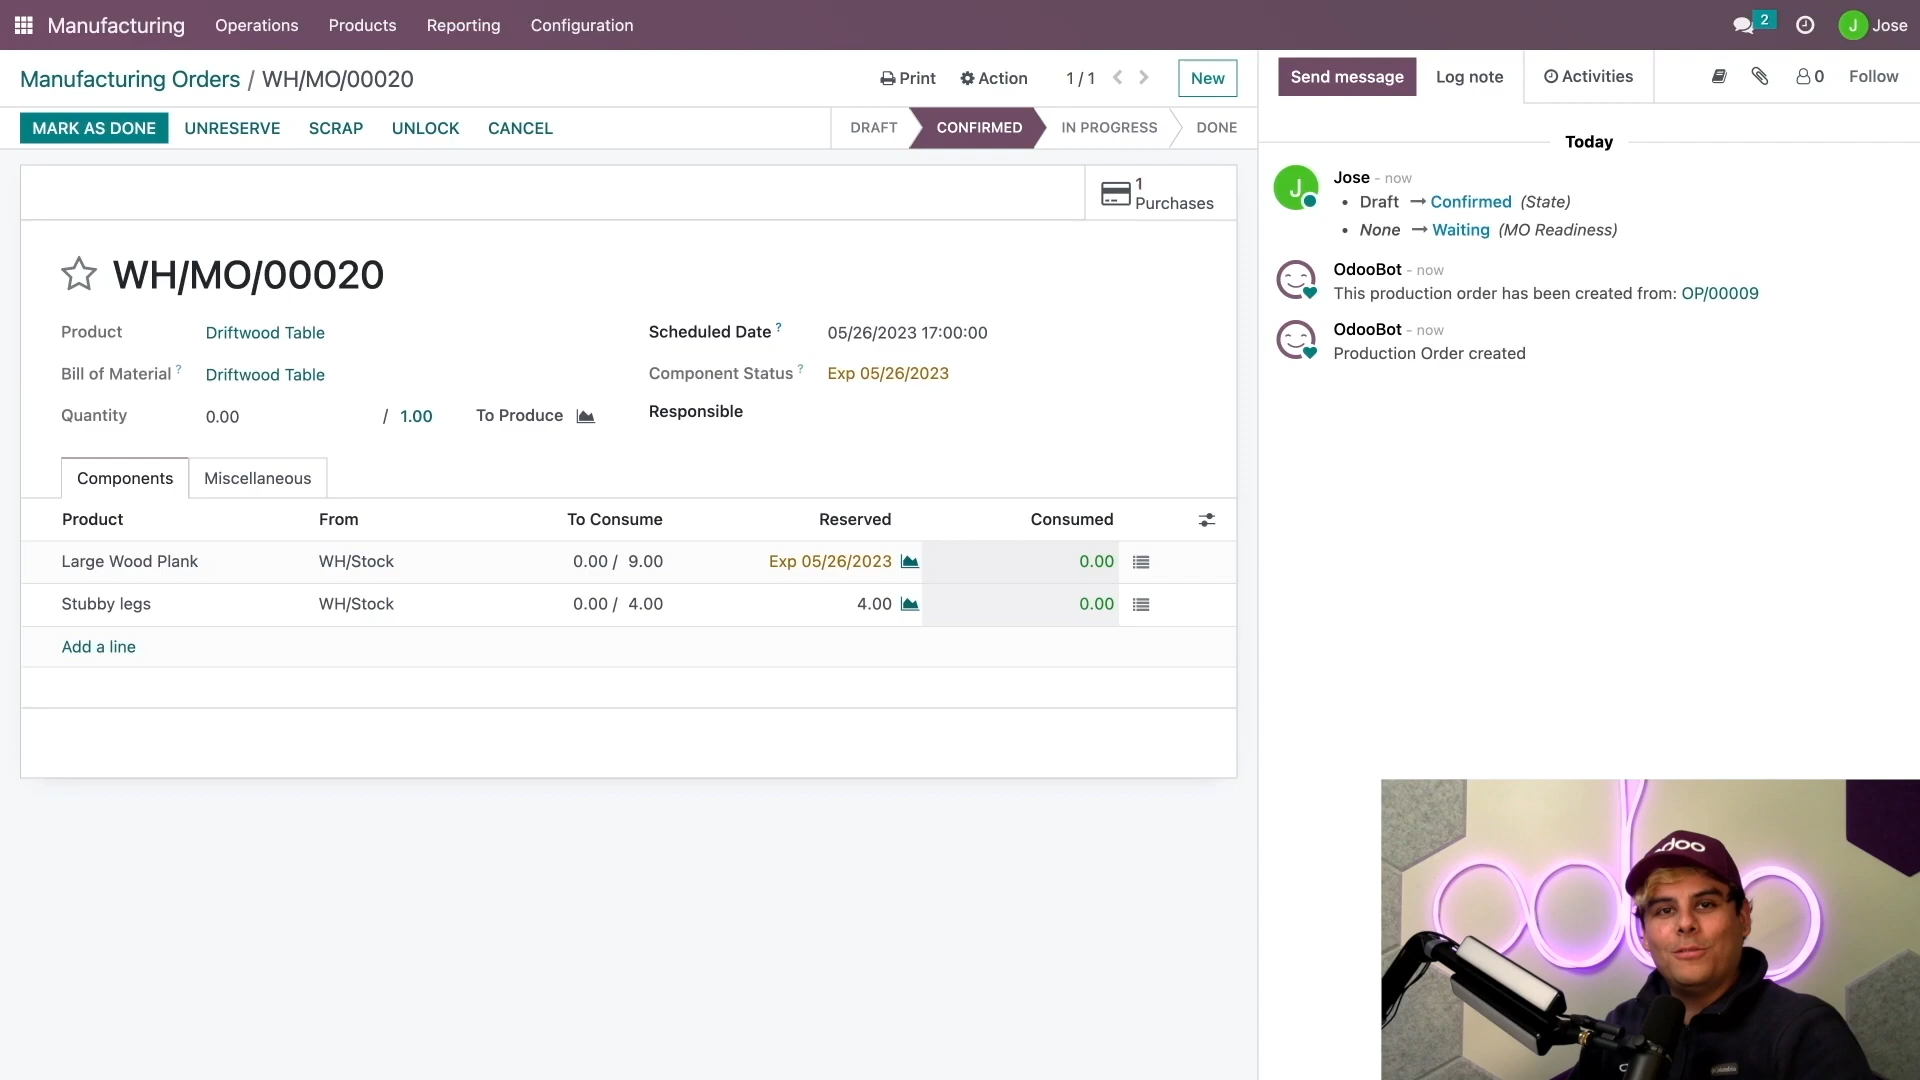 Manufacturing Operations Products Reporting Configuration 2 J Jose
Manufacturing Orders / WH/MO/00020 Print Action 1 / 1 New
Send message Log note Activities 0 Follow
MARK AS DONE UNRESERVE SCRAP UNLOCK CANCEL DRAFT CONFIRMED IN PROGRESS DONE
1
Purchases
WH/MO/00020
Product Driftwood Table
Scheduled Date ? 05/26/2023 17:00:00
Bill of Material ? Driftwood Table
Component Status ? Exp 05/26/2023
Quantity 0.00 / 1.00 To Produce
Responsible
Components Miscellaneous
Product From To Consume Reserved Consumed
Large Wood Plank WH/Stock 0.00 / 9.00 Exp 05/26/2023 0.00
Stubby legs WH/Stock 0.00 / 4.00 4.00 0.00
Add a line
Today
J
Jose - now
• Draft → Confirmed (State)
• None → Waiting (MO Readiness)
OdooBot - now
This production order has been created from: OP/00009
OdooBot - now
Production Order created
odoo
odoo